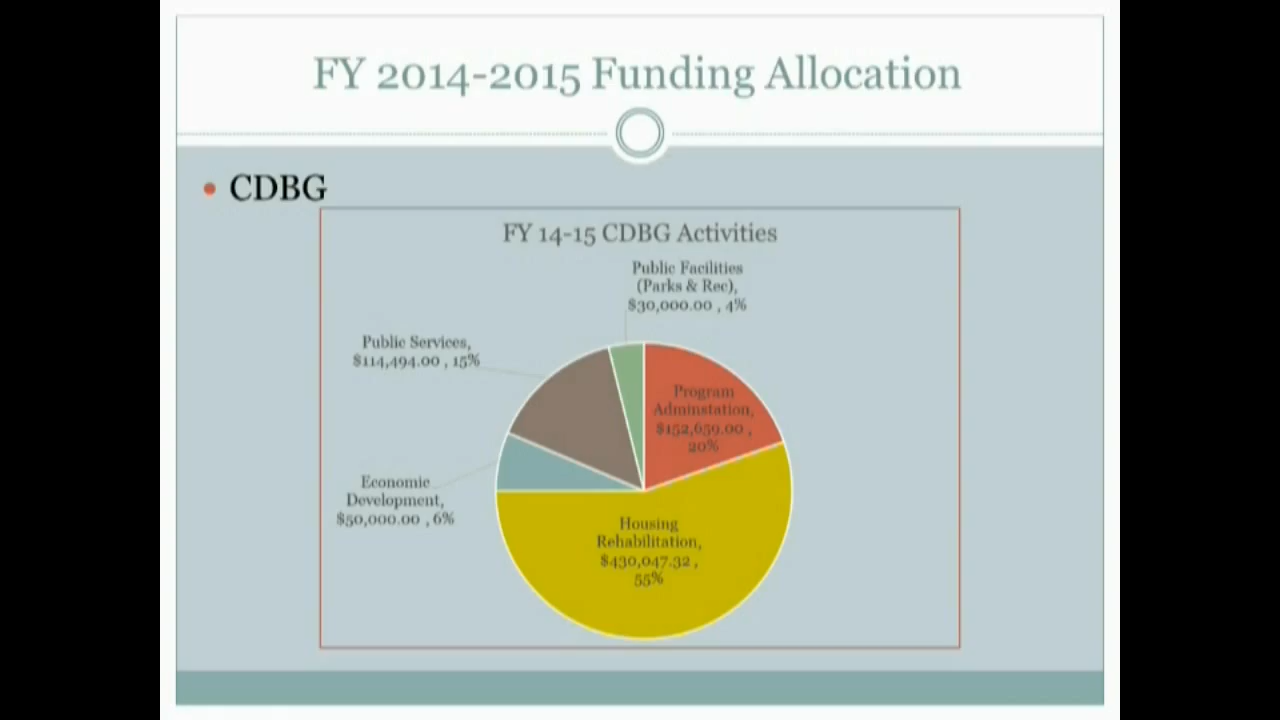 FY 2014-2015 Funding Allocation
CDBG
FY 14-15 CDBG Activities
Public Facilities
(Parks & Rec),
$30,000.00 , 4%
Public Services,
$114,494.00 , 15%
Program
Adminstation,
$152,659.00 ,
20%
Economic
Development,
$50,000.00 , 6%
Housing
Rehabilitation,
$430,047.32 ,
55%